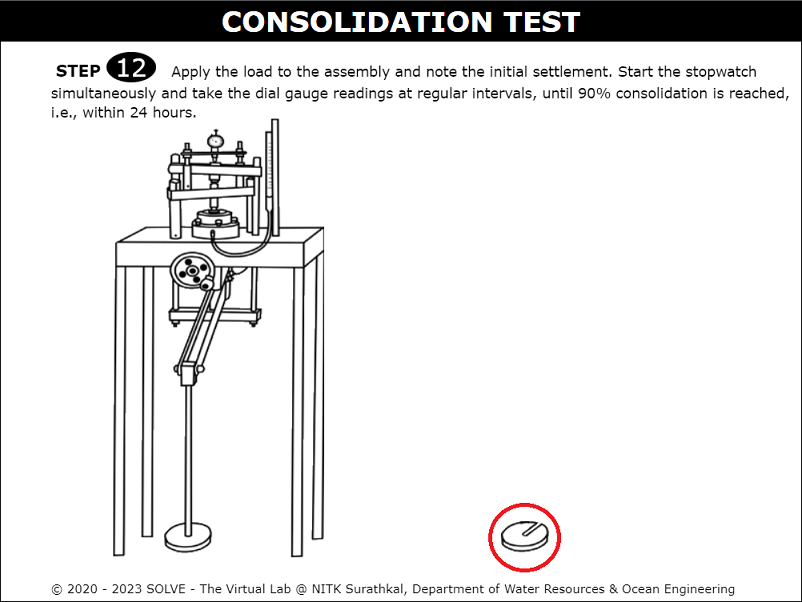 CONSOLIDATION TEST
STEP 12 Apply the load to the assembly and note the initial settlement. Start the stopwatch
simultaneously and take the dial gauge readings at regular intervals, until 90% consolidation is reached,
i.e., within 24 hours.
© 2020 - 2023 SOLVE - The Virtual Lab @ NITK Surathkal, Department of Water Resources & Ocean Engineering